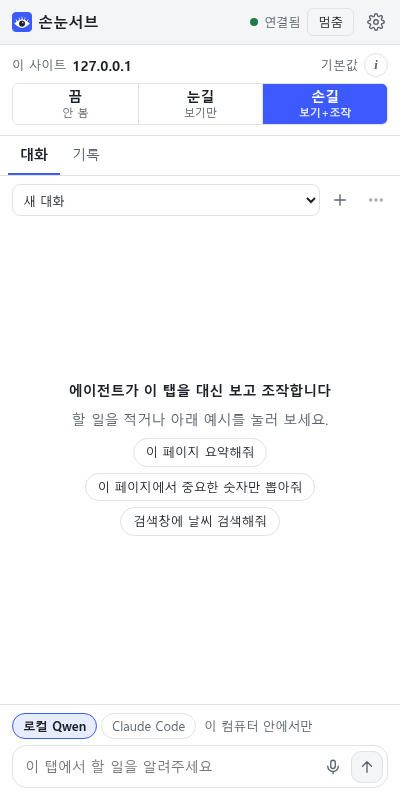 손눈서브
연결됨
멈춤
이 사이트 127.0.0.1
기본값
i
끔
안 봄
눈길
보기만
손길
보기+조작
대화
기록
새 대화
에이전트가 이 탭을 대신 보고 조작합니다
할 일을 적거나 아래 예시를 눌러 보세요.
이 페이지 요약해줘
이 페이지에서 중요한 숫자만 뽑아줘
검색창에 날씨 검색해줘
로컬 Qwen
Claude Code
이 컴퓨터 안에서만
이 탭에서 할 일을 알려주세요